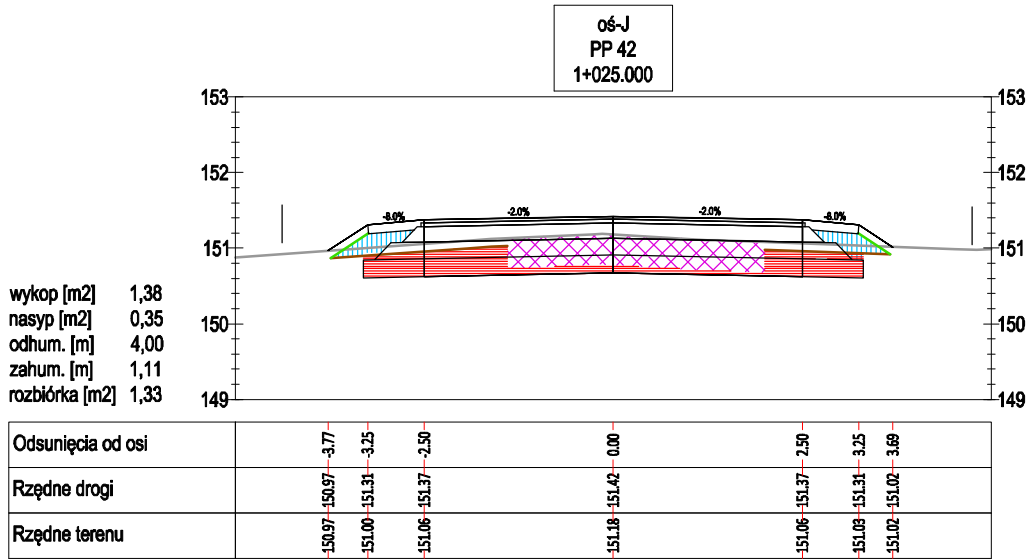 oś-J
PP 42
1+025.000
153 153
152 152
151 151
150 150
149 149
-8.0% -2.0% -2.0% -8.0%
wykop [m2] 1,38
nasyp [m2] 0,35
odhum. [m] 4,00
zahum. [m] 1,11
rozbiórka [m2] 1,33
Odsunięcia od osi -3.77 -3.25 -2.50 0.00 2.50 3.25 3.69
Rzędne drogi 150.97 151.31 151.37 151.42 151.37 151.31 151.02
Rzędne terenu 150.97 151.00 151.06 151.18 151.06 151.03 151.02